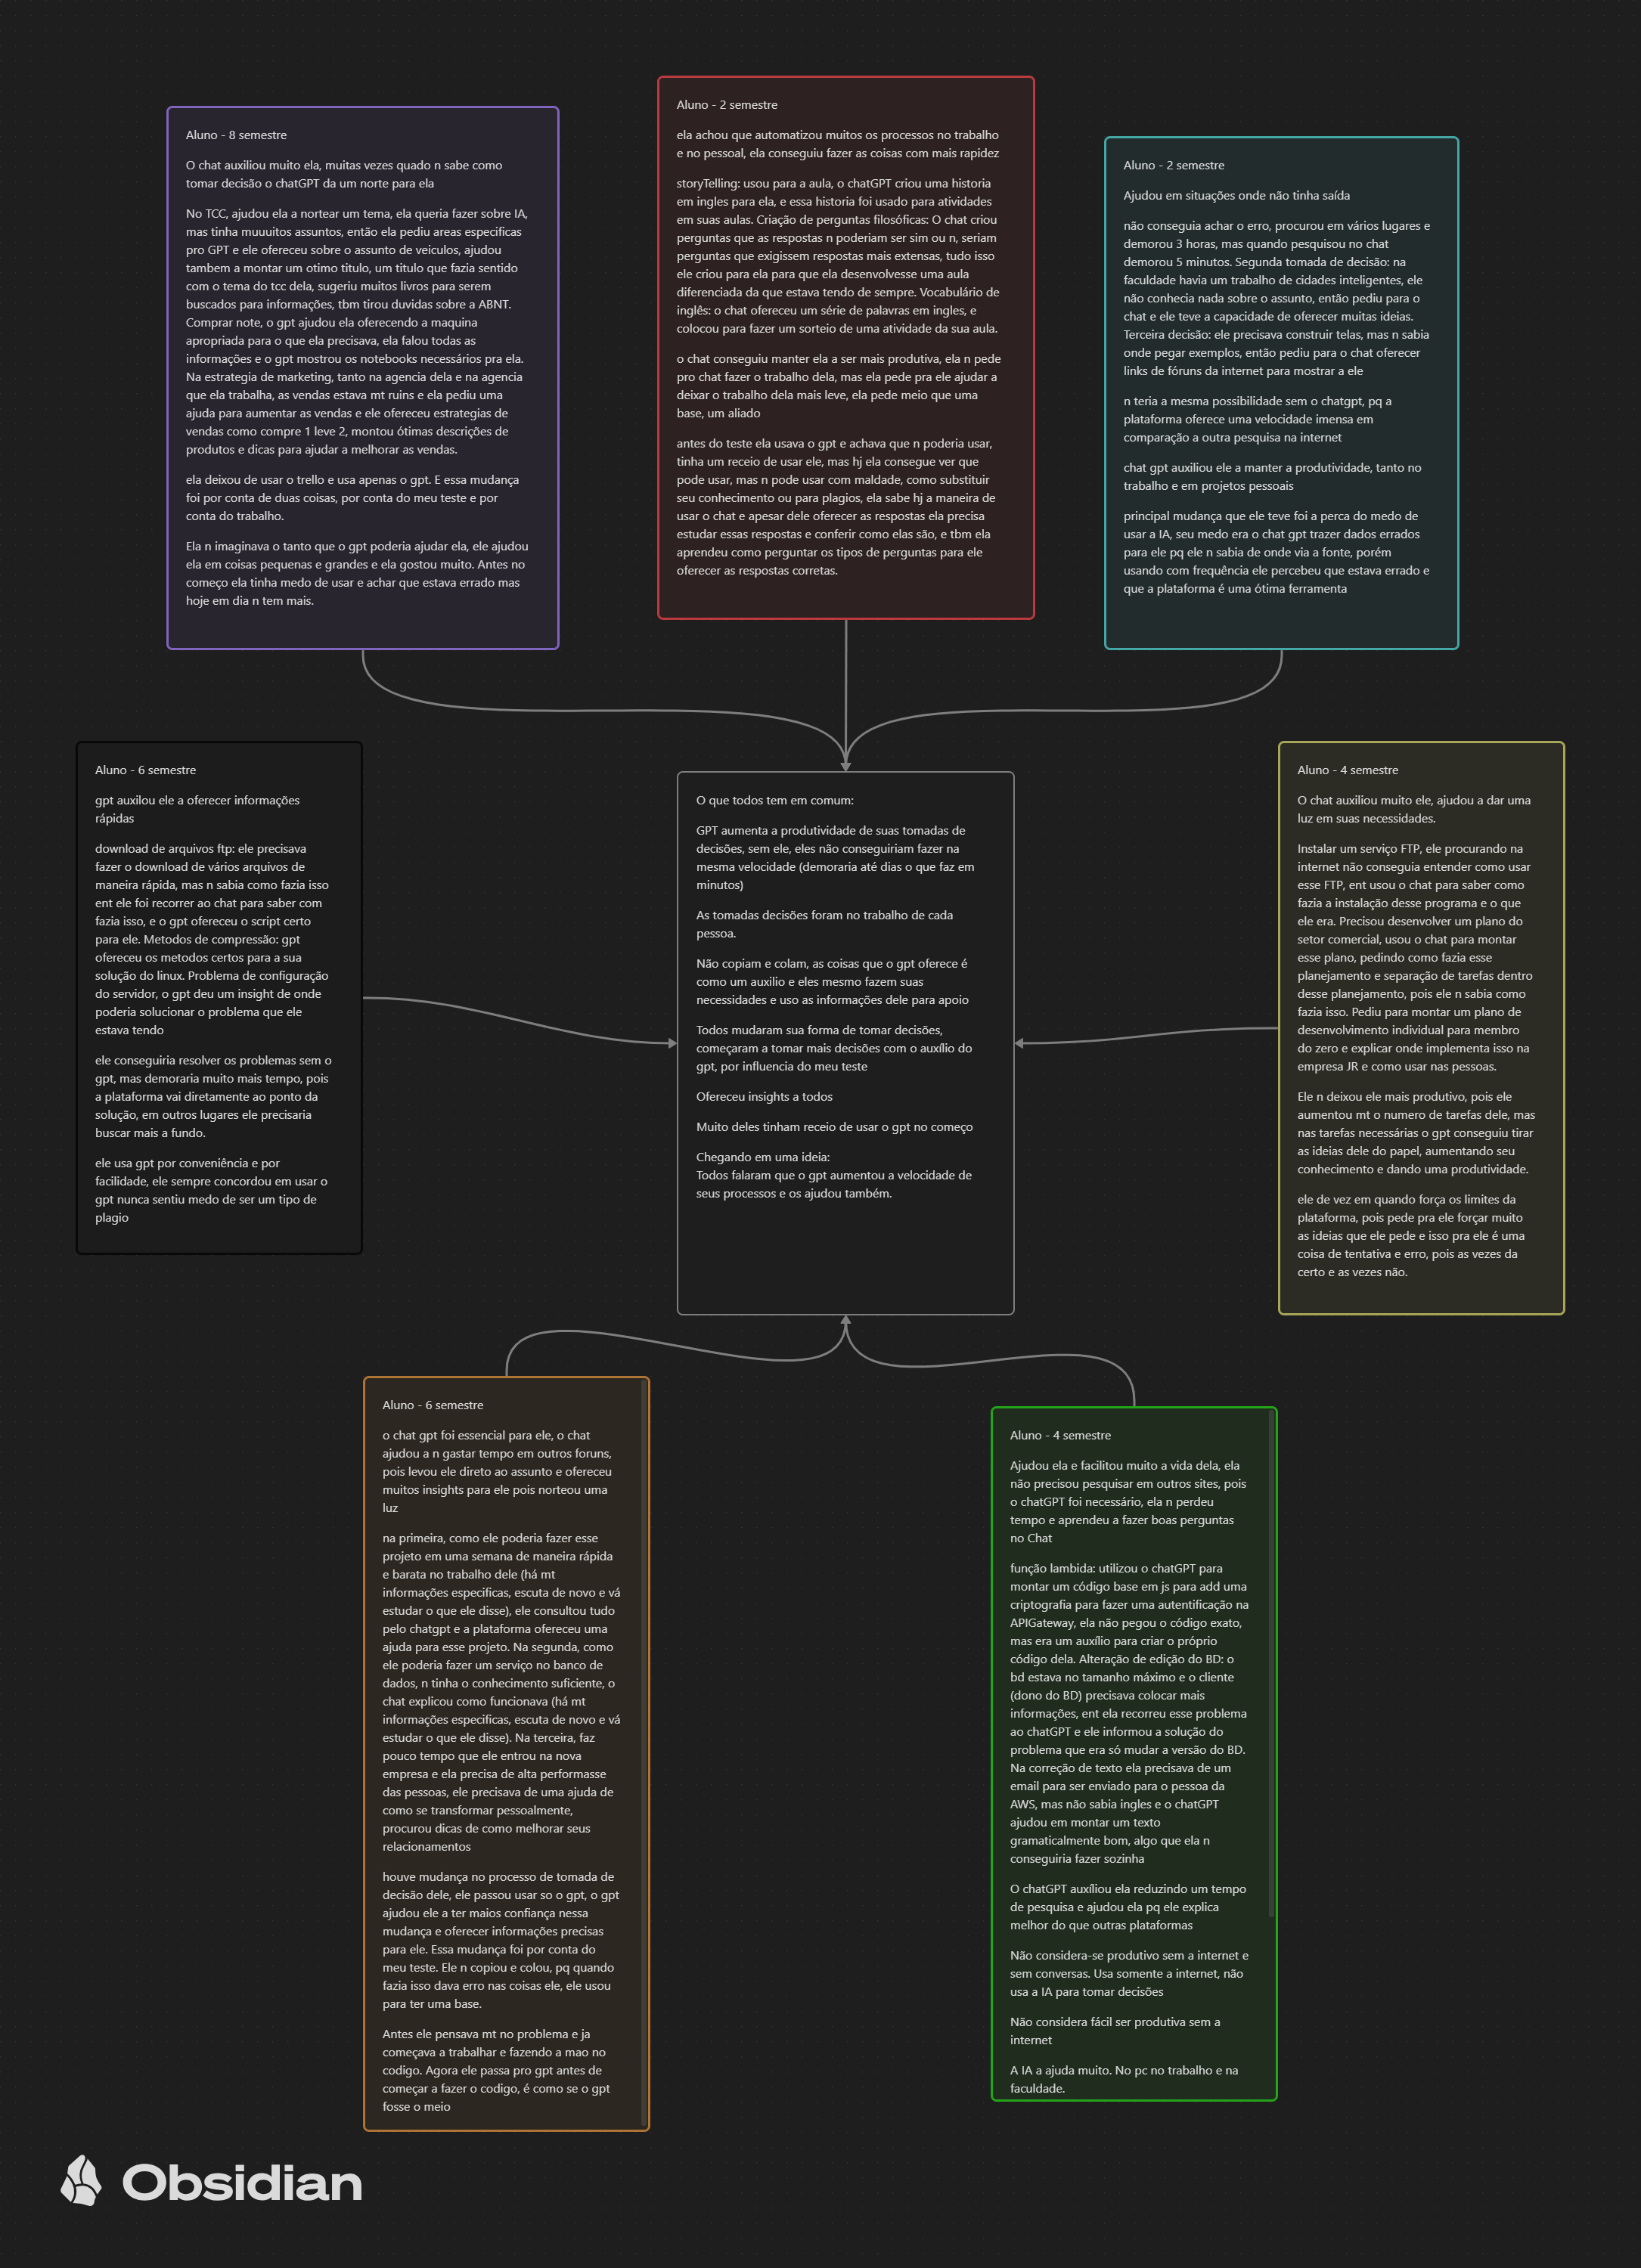 Aluno - 8 semestre
O chat auxiliou muito ela, muitas vezes quado n sabe como
tomar decisão o chatGPT da um norte para ela
No TCC, ajudou ela a nortear um tema, ela queria fazer sobre IA,
mas tinha muuuitos assuntos, então ela pediu areas especificas
pro GPT e ele ofereceu sobre o assunto de veiculos, ajudou
tambem a montar um otimo titulo, um titulo que fazia sentido
com o tema do tcc dela, sugeriu muitos livros para serem
buscados para informações, tbm tirou duvidas sobre a ABNT.
Comprar note, o gpt ajudou ela oferecendo a maquina
apropriada para o que ela precisava, ela falou todas as
informações e o gpt mostrou os notebooks necessários pra ela.
Na estrategia de marketing, tanto na agencia dela e na agencia
que ela trabalha, as vendas estava mt ruins e ela pediu uma
ajuda para aumentar as vendas e ele ofereceu estrategias de
vendas como compre 1 leve 2, montou ótimas descrições de
produtos e dicas para ajudar a melhorar as vendas.
ela deixou de usar o trello e usa apenas o gpt. E essa mudança
foi por conta de duas coisas, por conta do meu teste e por
conta do trabalho.
Ela n imaginava o tanto que o gpt poderia ajudar ela, ele ajudou
ela em coisas pequenas e grandes e ela gostou muito. Antes no
começo ela tinha medo de usar e achar que estava errado mas
hoje em dia n tem mais.
Aluno - 2 semestre
ela achou que automatizou muitos os processos no trabalho
e no pessoal, ela conseguiu fazer as coisas com mais rapidez
storyTelling: usou para a aula, o chatGPT criou uma historia
em ingles para ela, e essa historia foi usado para atividades
em suas aulas. Criação de perguntas filosóficas: O chat criou
perguntas que as respostas n poderiam ser sim ou n, seriam
perguntas que exigissem respostas mais extensas, tudo isso
ele criou para ela para que ela desenvolvesse uma aula
diferenciada da que estava tendo de sempre. Vocabulário de
inglês: o chat ofereceu um série de palavras em ingles, e
colocou para fazer um sorteio de uma atividade da sua aula.
o chat conseguiu manter ela a ser mais produtiva, ela n pede
pro chat fazer o trabalho dela, mas ela pede pra ele ajudar a
deixar o trabalho dela mais leve, ela pede meio que uma
base, um aliado
antes do teste ela usava o gpt e achava que n poderia usar,
tinha um receio de usar ele, mas hj ela consegue ver que
pode usar, mas n pode usar com maldade, como substituir
seu conhecimento ou para plagios, ela sabe hj a maneira de
usar o chat e apesar dele oferecer as respostas ela precisa
estudar essas respostas e conferir como elas são, e tbm ela
aprendeu como perguntar os tipos de perguntas para ele
oferecer as respostas corretas.
Aluno - 2 semestre
Ajudou em situações onde não tinha saída
não conseguia achar o erro, procurou em vários lugares e
demorou 3 horas, mas quando pesquisou no chat
demorou 5 minutos. Segunda tomada de decisão: na
faculdade havia um trabalho de cidades inteligentes, ele
não conhecia nada sobre o assunto, então pediu para o
chat e ele teve a capacidade de oferecer muitas ideias.
Terceira decisão: ele precisava construir telas, mas n sabia
onde pegar exemplos, então pediu para o chat oferecer
links de fóruns da internet para mostrar a ele
n teria a mesma possibilidade sem o chatgpt, pq a
plataforma oferece uma velocidade imensa em
comparação a outra pesquisa na internet
chat gpt auxiliou ele a manter a produtividade, tanto no
trabalho e em projetos pessoais
principal mudança que ele teve foi a perca do medo de
usar a IA, seu medo era o chat gpt trazer dados errados
para ele pq ele n sabia de onde via a fonte, porém
usando com frequência ele percebeu que estava errado e
que a plataforma é uma ótima ferramenta
Aluno - 6 semestre
gpt auxilou ele a oferecer informações
rápidas
download de arquivos ftp: ele precisava
fazer o download de vários arquivos de
maneira rápida, mas n sabia como fazia isso
ent ele foi recorrer ao chat para saber com
fazia isso, e o gpt ofereceu o script certo
para ele. Metodos de compressão: gpt
ofereceu os metodos certos para a sua
solução do linux. Problema de configuração
do servidor, o gpt deu um insight de onde
poderia solucionar o problema que ele
estava tendo
ele conseguiria resolver os problemas sem o
gpt, mas demoraria muito mais tempo, pois
a plataforma vai diretamente ao ponto da
solução, em outros lugares ele precisaria
buscar mais a fundo.
ele usa gpt por conveniência e por
facilidade, ele sempre concordou em usar o
gpt nunca sentiu medo de ser um tipo de
plagio
O que todos tem em comum:
GPT aumenta a produtividade de suas tomadas de
decisões, sem ele, eles não conseguiriam fazer na
mesma velocidade (demoraria até dias o que faz em
minutos)
As tomadas decisões foram no trabalho de cada
pessoa.
Não copiam e colam, as coisas que o gpt oferece é
como um auxilio e eles mesmo fazem suas
necessidades e uso as informações dele para apoio
Todos mudaram sua forma de tomar decisões,
começaram a tomar mais decisões com o auxílio do
gpt, por influencia do meu teste
Ofereceu insights a todos
Muito deles tinham receio de usar o gpt no começo
Chegando em uma ideia:
Todos falaram que o gpt aumentou a velocidade de
seus processos e os ajudou também.
Aluno - 4 semestre
O chat auxiliou muito ele, ajudou a dar uma
luz em suas necessidades.
Instalar um serviço FTP, ele procurando na
internet não conseguia entender como usar
esse FTP, ent usou o chat para saber como
fazia a instalação desse programa e o que
ele era. Precisou desenvolver um plano do
setor comercial, usou o chat para montar
esse plano, pedindo como fazia esse
planejamento e separação de tarefas dentro
desse planejamento, pois ele n sabia como
fazia isso. Pediu para montar um plano de
desenvolvimento individual para membro
do zero e explicar onde implementa isso na
empresa JR e como usar nas pessoas.
Ele n deixou ele mais produtivo, pois ele
aumentou mt o numero de tarefas dele, mas
nas tarefas necessárias o gpt conseguiu tirar
as ideias dele do papel, aumentando seu
conhecimento e dando uma produtividade.
ele de vez em quando força os limites da
plataforma, pois pede pra ele forçar muito
as ideias que ele pede e isso pra ele é uma
coisa de tentativa e erro, pois as vezes da
certo e as vezes não.
Aluno - 6 semestre
o chat gpt foi essencial para ele, o chat
ajudou a n gastar tempo em outros foruns,
pois levou ele direto ao assunto e ofereceu
muitos insights para ele pois norteou uma
luz
na primeira, como ele poderia fazer esse
projeto em uma semana de maneira rápida
e barata no trabalho dele (há mt
informações especificas, escuta de novo e vá
estudar o que ele disse), ele consultou tudo
pelo chatgpt e a plataforma ofereceu uma
ajuda para esse projeto. Na segunda, como
ele poderia fazer um serviço no banco de
dados, n tinha o conhecimento suficiente, o
chat explicou como funcionava (há mt
informações especificas, escuta de novo e vá
estudar o que ele disse). Na terceira, faz
pouco tempo que ele entrou na nova
empresa e ela precisa de alta performasse
das pessoas, ele precisava de uma ajuda de
como se transformar pessoalmente,
procurou dicas de como melhorar seus
relacionamentos
houve mudança no processo de tomada de
decisão dele, ele passou usar so o gpt, o gpt
ajudou ele a ter maios confiança nessa
mudança e oferecer informações precisas
para ele. Essa mudança foi por conta do
meu teste. Ele n copiou e colou, pq quando
fazia isso dava erro nas coisas ele, ele usou
para ter uma base.
Antes ele pensava mt no problema e ja
começava a trabalhar e fazendo a mao no
codigo. Agora ele passa pro gpt antes de
começar a fazer o codigo, é como se o gpt
fosse o meio
Aluno - 4 semestre
Ajudou ela e facilitou muito a vida dela, ela
não precisou pesquisar em outros sites, pois
o chatGPT foi necessário, ela n perdeu
tempo e aprendeu a fazer boas perguntas
no Chat
função lambida: utilizou o chatGPT para
montar um código base em js para add uma
criptografia para fazer uma autentificação na
APIGateway, ela não pegou o código exato,
mas era um auxílio para criar o próprio
código dela. Alteração de edição do BD: o
bd estava no tamanho máximo e o cliente
(dono do BD) precisava colocar mais
informações, ent ela recorreu esse problema
ao chatGPT e ele informou a solução do
problema que era só mudar a versão do BD.
Na correção de texto ela precisava de um
email para ser enviado para o pessoa da
AWS, mas não sabia ingles e o chatGPT
ajudou em montar um texto
gramaticalmente bom, algo que ela n
conseguiria fazer sozinha
O chatGPT auxíliou ela reduzindo um tempo
de pesquisa e ajudou ela pq ele explica
melhor do que outras plataformas
Não considera-se produtivo sem a internet e
sem conversas. Usa somente a internet, não
usa a IA para tomar decisões
Não considera fácil ser produtiva sem a
internet
A IA a ajuda muito. No pc no trabalho e na
faculdade.
Obsidian